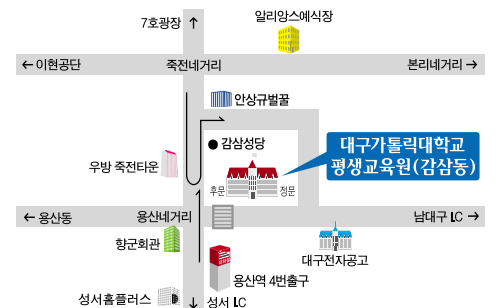 알리앙스예식장
7호광장 ↑
← 이현공단
죽전네거리
본리네거리 →
안상규벌꿀
● 감삼성당
대구가톨릭대학교
평생교육원(감삼동)
우방 죽전타운
후문
정문
← 용산동
용산네거리
남대구 I.C →
향군회관
대구전자공고
용산역 4번출구
성서홈플러스
↓ 성서 I.C